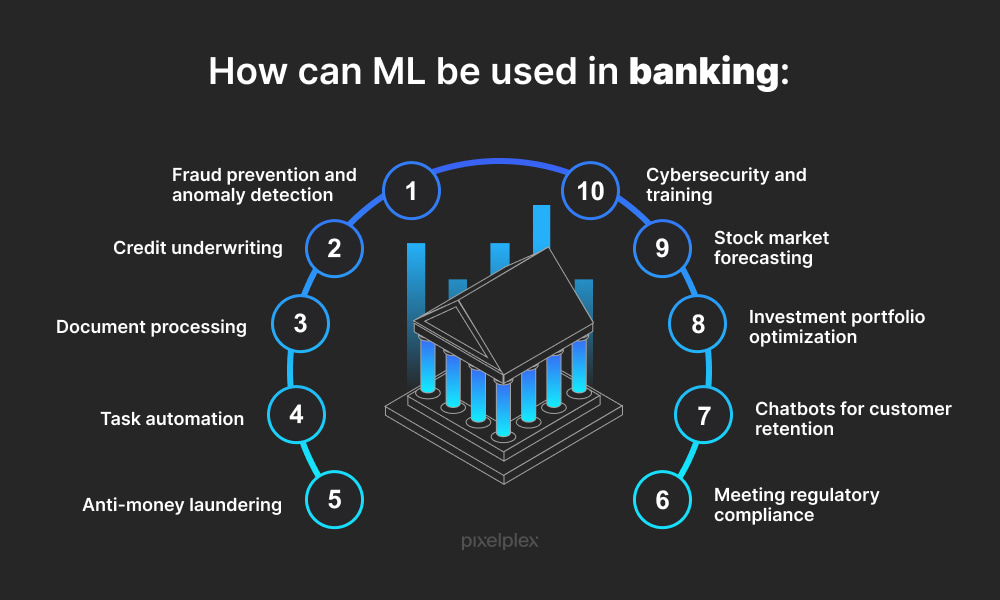 How can ML be used in banking:
1
Fraud prevention and
anomaly detection
2
Credit underwriting
3
Document processing
4
Task automation
5
Anti-money laundering
6
Meeting regulatory
compliance
7
Chatbots for customer
retention
8
Investment portfolio
optimization
9
Stock market
forecasting
10
Cybersecurity and
training
pixelplex